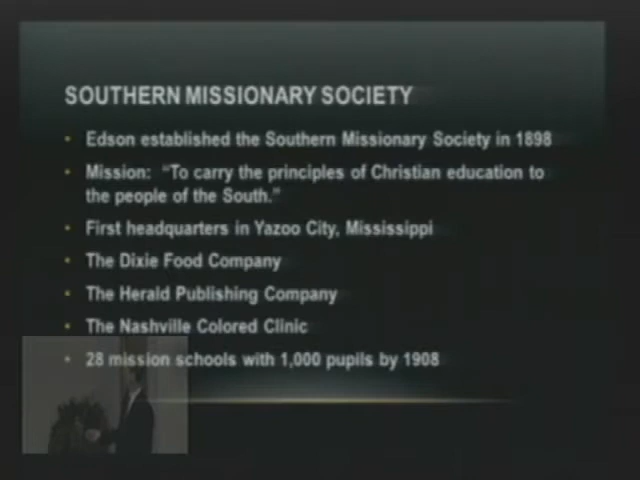 SOUTHERN MISSIONARY SOCIETY
• Edson established the Southern Missionary Society in 1898
• Mission: “To carry the principles of Christian education to
the people of the South.”
• First headquarters in Yazoo City, Mississippi
• The Dixie Food Company
• The Herald Publishing Company
• The Nashville Colored Clinic
• 28 mission schools with 1,000 pupils by 1908